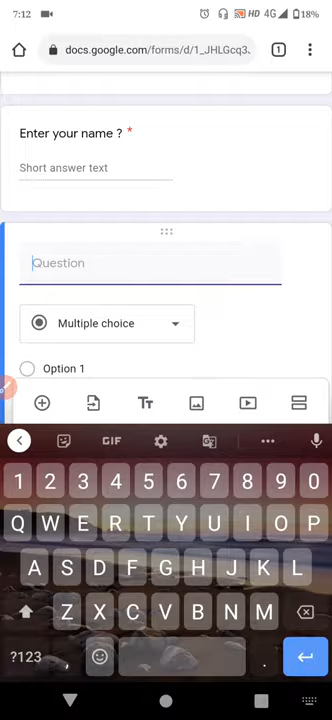 7:12 HD 4G 18%
docs.google.com/forms/d/1_JHLGcq3. 1
Enter your name ? *
Short answer text
Question
Multiple choice
Option 1
Tт
GIF
1 2 3 4 5 6 7 8 9 0
Q W E R T Y U I O P
A S D F G H J K L
Z X C V B N M
?123 , .